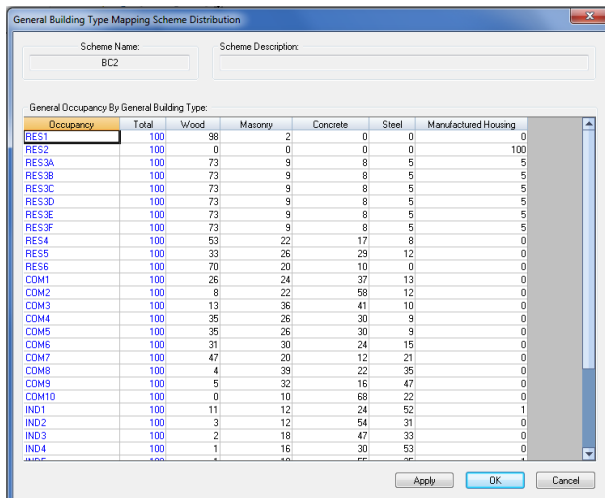 General Building Type Mapping Scheme Distribution
Scheme Name: Scheme Description:
BC2
General Occupancy By General Building Type:
Occupancy Total Wood Masonry Concrete Steel Manufactured Housing
RES1 100 98 2 0 0 0
RES2 100 0 0 0 0 100
RES3A 100 73 9 8 5 5
RES3B 100 73 9 8 5 5
RES3C 100 73 9 8 5 5
RES3D 100 73 9 8 5 5
RES3E 100 73 9 8 5 5
RES3F 100 73 9 8 5 5
RES4 100 53 22 17 8 0
RES5 100 33 26 29 12 0
RES6 100 70 20 10 0 0
COM1 100 26 24 37 13 0
COM2 100 8 22 58 12 0
COM3 100 13 36 41 10 0
COM4 100 35 26 30 9 0
COM5 100 35 26 30 9 0
COM6 100 31 30 24 15 0
COM7 100 47 20 12 21 0
COM8 100 4 39 22 35 0
COM9 100 5 32 16 47 0
COM10 100 0 10 68 22 0
IND1 100 11 12 24 52 1
IND2 100 3 12 54 31 0
IND3 100 2 18 47 33 0
IND4 100 1 16 30 53 0
Apply OK Cancel